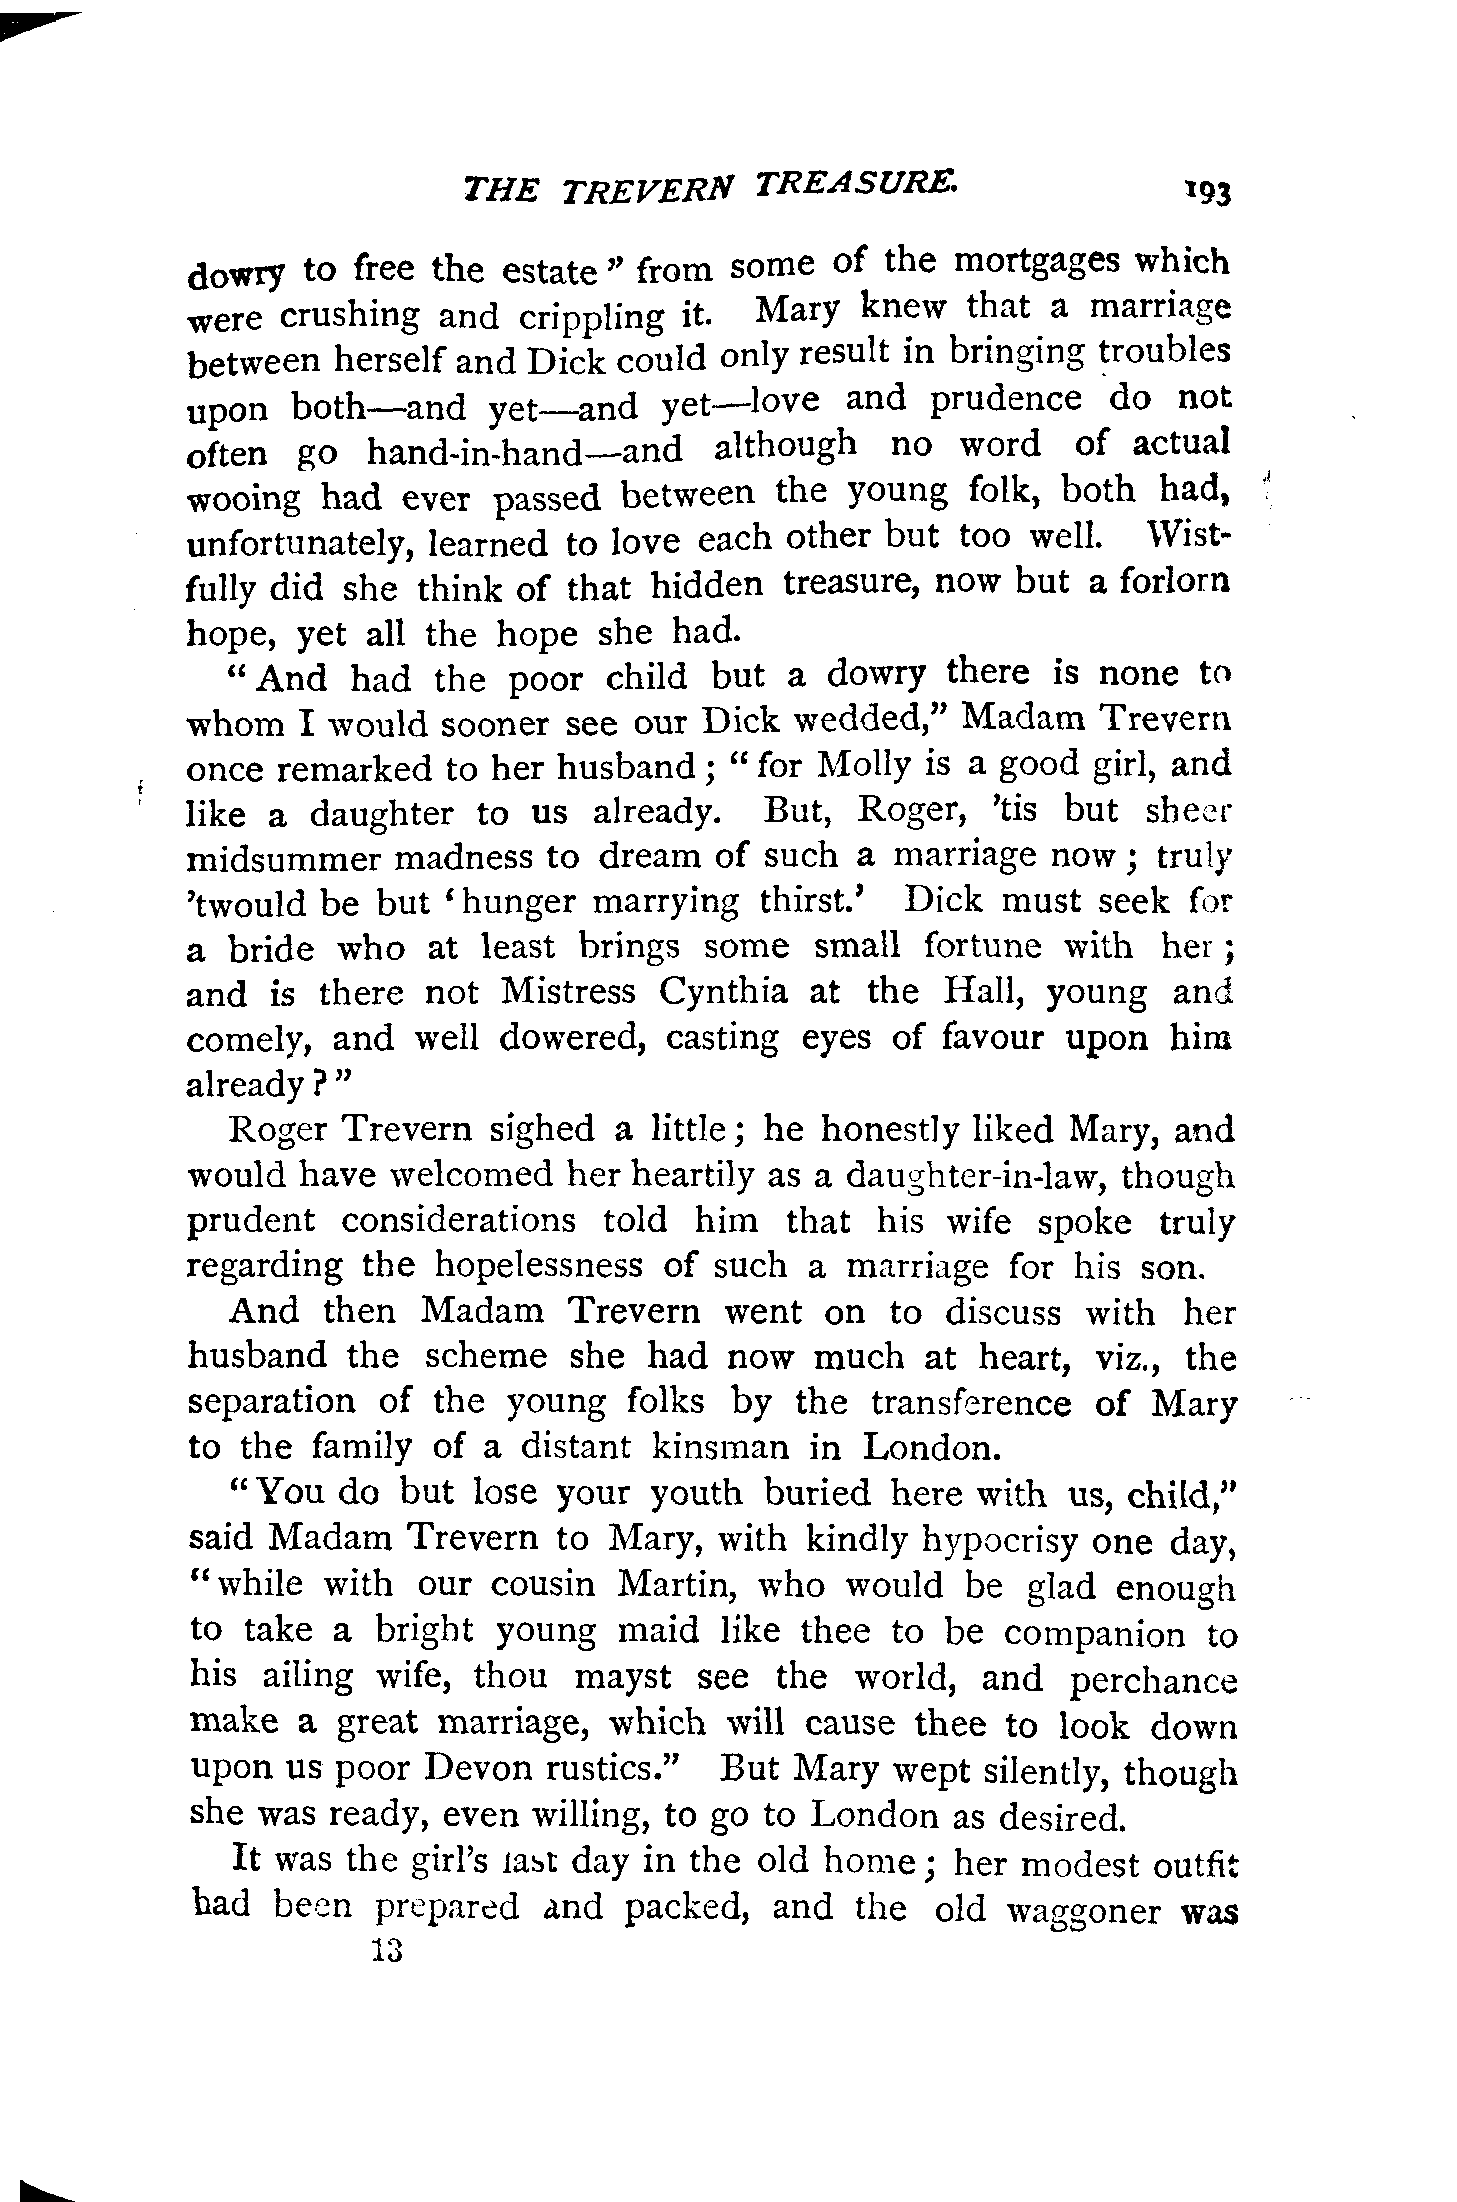 THE TREVERN TREASURE. 193
dowry to free the estate” from some of the mortgages which
were crushing and crippling it. Mary knew that a marriage
between herself and Dick could only result in bringing troubles
upon both—and yet—and yet—love and prudence do not
often go hand-in-hand—and although no word of actual
wooing had ever passed between the young folk, both had,
unfortunately, learned to love each other but too well. Wist-
fully did she think of that hidden treasure, now but a forlorn
hope, yet all the hope she had.
“And had the poor child but a dowry there is none to
whom I would sooner see our Dick wedded,” Madam Trevern
once remarked to her husband; “for Molly is a good girl, and
like a daughter to us already. But, Roger, ’tis but sheer
midsummer madness to dream of such a marriage now; truly
’twould be but ‘hunger marrying thirst.’ Dick must seek for
a bride who at least brings some small fortune with her;
and is there not Mistress Cynthia at the Hall, young and
comely, and well dowered, casting eyes of favour upon him
already?”
Roger Trevern sighed a little; he honestly liked Mary, and
would have welcomed her heartily as a daughter-in-law, though
prudent considerations told him that his wife spoke truly
regarding the hopelessness of such a marriage for his son.
And then Madam Trevern went on to discuss with her
husband the scheme she had now much at heart, viz., the
separation of the young folks by the transference of Mary
to the family of a distant kinsman in London.
“You do but lose your youth buried here with us, child,”
said Madam Trevern to Mary, with kindly hypocrisy one day,
“while with our cousin Martin, who would be glad enough
to take a bright young maid like thee to be companion to
his ailing wife, thou mayst see the world, and perchance
make a great marriage, which will cause thee to look down
upon us poor Devon rustics.” But Mary wept silently, though
she was ready, even willing, to go to London as desired.
It was the girl’s last day in the old home; her modest outfit
had been prepared and packed, and the old waggoner was
13